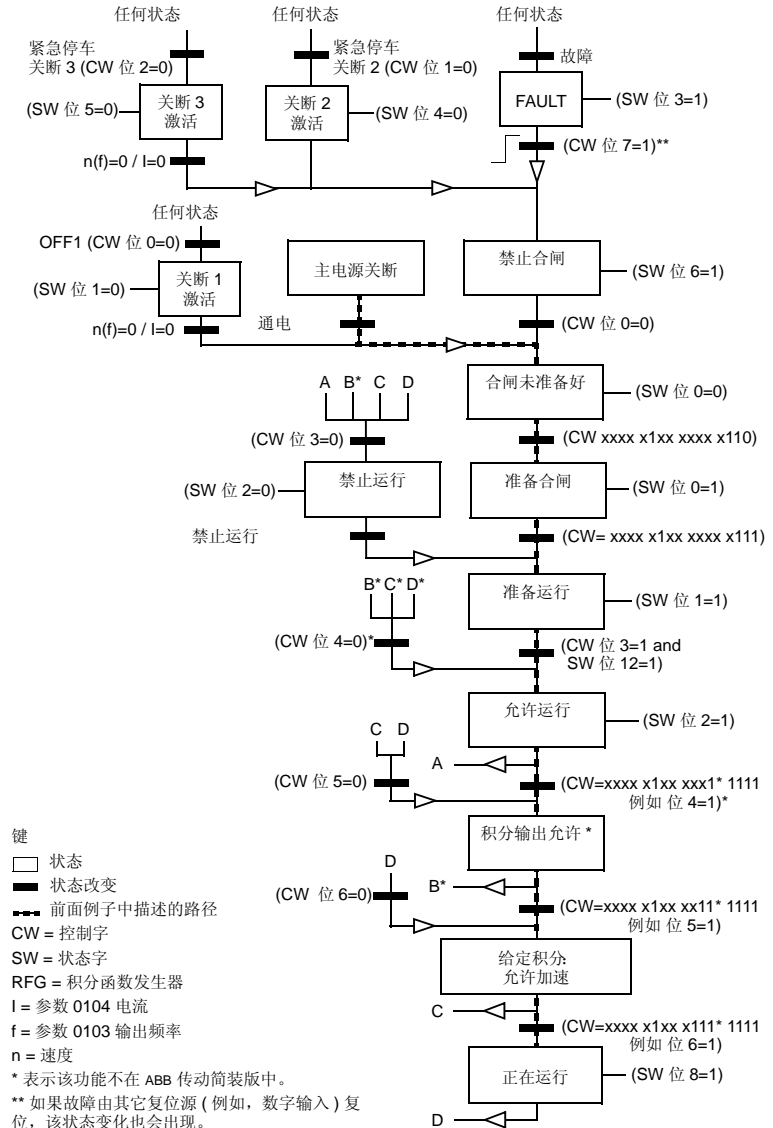 任何状态
任何状态
任何状态
紧急停车
关断 3 (CW 位 2=0)
紧急停车
关断 2 (CW 位 1=0)
故障
(SW 位 5=0)
关断 3
激活
关断 2
激活
(SW 位 4=0)
FAULT
(SW 位 3=1)
n(f)=0 / I=0
(CW 位 7=1)**
任何状态
OFF1 (CW 位 0=0)
(SW 位 1=0)
关断 1
激活
主电源关断
禁止合闸
(SW 位 6=1)
n(f)=0 / I=0
通电
(CW 位 0=0)
A B* C D
合闸未准备好
(SW 位 0=0)
(CW 位 3=0)
(CW xxxx x1xx xxxx x110)
(SW 位 2=0)
禁止运行
准备合闸
(SW 位 0=1)
禁止运行
(CW= xxxx x1xx xxxx x111)
B* C* D*
准备运行
(SW 位 1=1)
(CW 位 4=0)*
(CW 位 3=1 and
SW 位 12=1)
允许运行
(SW 位 2=1)
C D
A
(CW 位 5=0)
(CW=xxxx x1xx xxx1* 1111
例如 位 4=1)*
积分输出允许 *
D
B*
(CW 位 6=0)
(CW=xxxx x1xx xx11* 1111
例如 位 5=1)
给定积分:
允许加速
C
(CW=xxxx x1xx x111* 1111
例如 位 6=1)
正在运行
(SW 位 8=1)
D
键
状态
状态改变
前面例子中描述的路径
CW = 控制字
SW = 状态字
RFG = 积分函数发生器
I = 参数 0104 电流
f = 参数 0103 输出频率
n = 速度
* 表示该功能不在 ABB 传动简装版中。
** 如果故障由其它复位源 ( 例如，数字输入 ) 复
位，该状态变化也会出现。